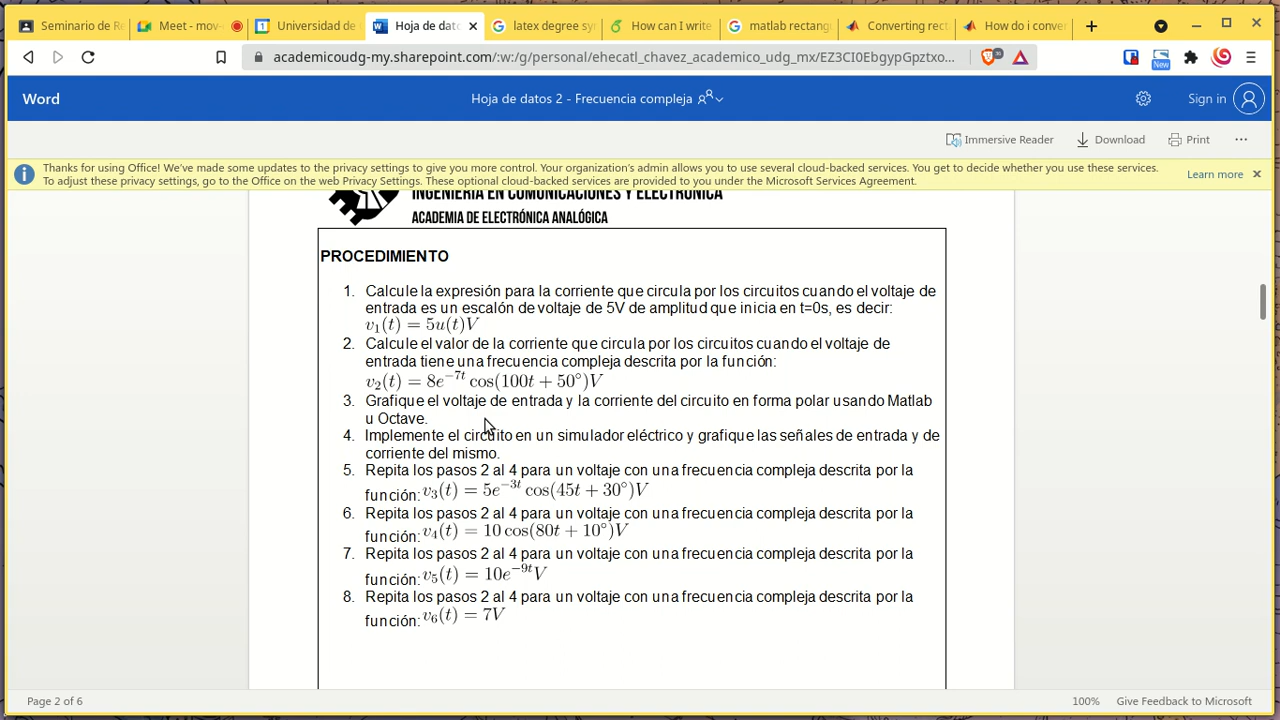 Seminario de Re
Meet - mov-
Universidad de
Hoja de dato
latex degree sy
How can I write
matlab rectang
Converting rect
How do i conver
academicoudg-my.sharepoint.com/:w:/g/personal/ehecatl_chavez_academico_udg_mx/EZ3CI0EbgypGpztxo...
New
Word
Hoja de datos 2 - Frecuencia compleja
Sign in
Immersive Reader
Download
Print
Thanks for using Office! We've made some updates to the privacy settings to give you more control. Your organization's admin allows you to use several cloud-backed services. You get to decide whether you use these services.
To adjust these privacy settings, go to the Office on the web Privacy Settings. These optional cloud-backed services are provided to you under the Microsoft Services Agreement.
Learn more
INGENIERÍA EN COMUNICACIONES Y ELECTRÓNICA
ACADEMIA DE ELECTRÓNICA ANALÓGICA
PROCEDIMIENTO
1. Calcule la expresión para la corriente que circula por los circuitos cuando el voltaje de
entrada es un escalón de voltaje de 5V de amplitud que inicia en t=0s, es decir:
v₁(t) = 5u(t)V
2. Calcule el valor de la corriente que circula por los circuitos cuando el voltaje de
entrada tiene una frecuencia compleja descrita por la función:
v₂(t) = 8e⁻⁷ᵗ cos(100t + 50°)V
3. Grafique el voltaje de entrada y la corriente del circuito en forma polar usando Matlab
u Octave.
4. Implemente el circuito en un simulador eléctrico y grafique las señales de entrada y de
corriente del mismo.
5. Repita los pasos 2 al 4 para un voltaje con una frecuencia compleja descrita por la
función: v₃(t) = 5e⁻³ᵗ cos(45t + 30°)V
6. Repita los pasos 2 al 4 para un voltaje con una frecuencia compleja descrita por la
función: v₄(t) = 10 cos(80t + 10°)V
7. Repita los pasos 2 al 4 para un voltaje con una frecuencia compleja descrita por la
función: v₅(t) = 10e⁻⁹ᵗV
8. Repita los pasos 2 al 4 para un voltaje con una frecuencia compleja descrita por la
función: v₆(t) = 7V
Page 2 of 6
100%
Give Feedback to Microsoft